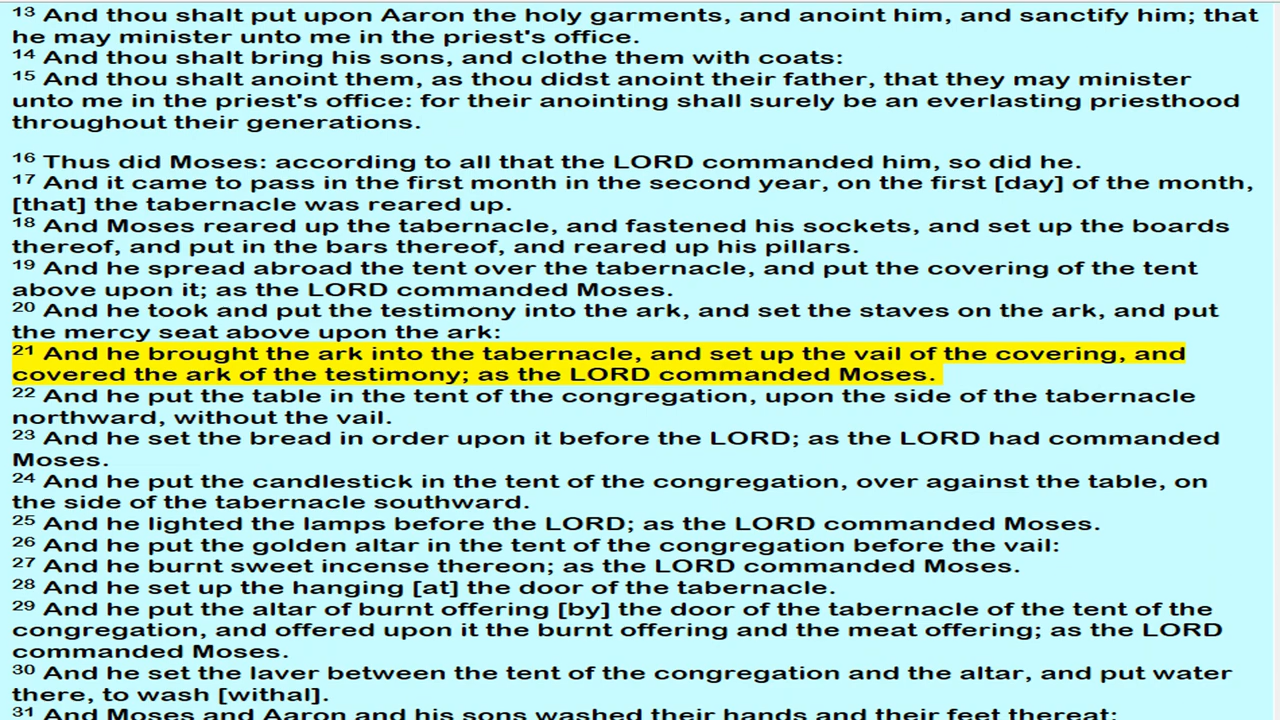 13 And thou shalt put upon Aaron the holy garments, and anoint him, and sanctify him; that
he may minister unto me in the priest's office.
14 And thou shalt bring his sons, and clothe them with coats:
15 And thou shalt anoint them, as thou didst anoint their father, that they may minister
unto me in the priest's office: for their anointing shall surely be an everlasting priesthood
throughout their generations.
16 Thus did Moses: according to all that the LORD commanded him, so did he.
17 And it came to pass in the first month in the second year, on the first [day] of the month,
[that] the tabernacle was reared up.
18 And Moses reared up the tabernacle, and fastened his sockets, and set up the boards
thereof, and put in the bars thereof, and reared up his pillars.
19 And he spread abroad the tent over the tabernacle, and put the covering of the tent
above upon it; as the LORD commanded Moses.
20 And he took and put the testimony into the ark, and set the staves on the ark, and put
the mercy seat above upon the ark:
21 And he brought the ark into the tabernacle, and set up the vail of the covering, and
covered the ark of the testimony; as the LORD commanded Moses.
22 And he put the table in the tent of the congregation, upon the side of the tabernacle
northward, without the vail.
23 And he set the bread in order upon it before the LORD; as the LORD had commanded
Moses.
24 And he put the candlestick in the tent of the congregation, over against the table, on
the side of the tabernacle southward.
25 And he lighted the lamps before the LORD; as the LORD commanded Moses.
26 And he put the golden altar in the tent of the congregation before the vail:
27 And he burnt sweet incense thereon; as the LORD commanded Moses.
28 And he set up the hanging [at] the door of the tabernacle.
29 And he put the altar of burnt offering [by] the door of the tabernacle of the tent of the
congregation, and offered upon it the burnt offering and the meat offering; as the LORD
commanded Moses.
30 And he set the laver between the tent of the congregation and the altar, and put water
there, to wash [withal].
31 And Moses and Aaron and his sons washed their hands and their feet thereat: